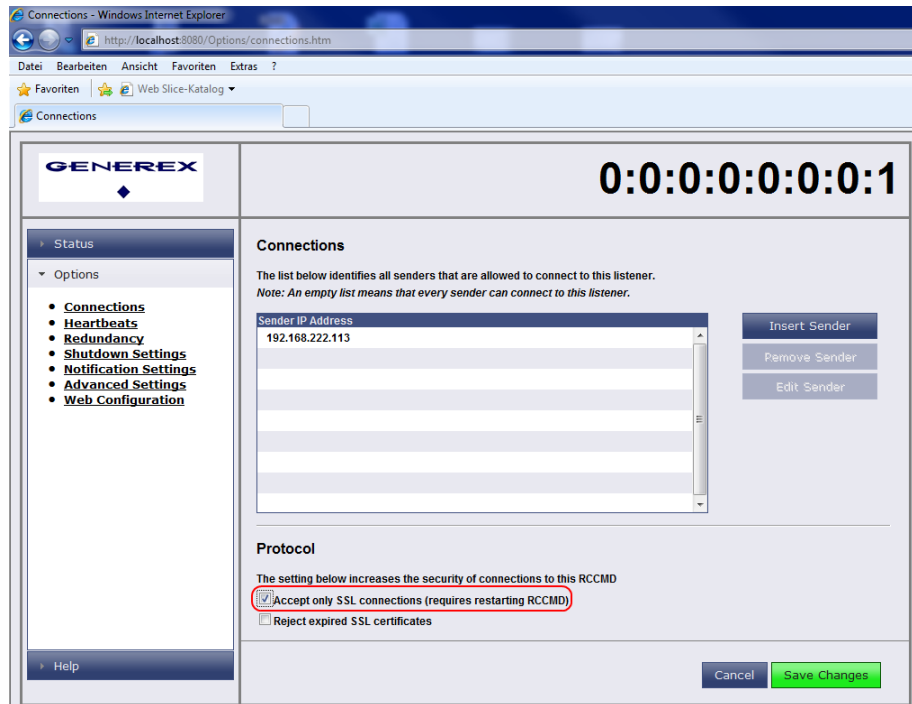 Connections - Windows Internet Explorer
http://localhost:8080/Options/connections.htm
Datei Bearbeiten Ansicht Favoriten Extras ?
Favoriten Web Slice-Katalog
Connections
GENEREX
0:0:0:0:0:0:0:1
Status
Options
Connections
Heartbeats
Redundancy
Shutdown Settings
Notification Settings
Advanced Settings
Web Configuration
Help
Connections
The list below identifies all senders that are allowed to connect to this listener.
Note: An empty list means that every sender can connect to this listener.
Sender IP Address
192.168.222.113
Insert Sender
Remove Sender
Edit Sender
Protocol
The setting below increases the security of connections to this RCCMD
Accept only SSL connections (requires restarting RCCMD)
Reject expired SSL certificates
Cancel Save Changes